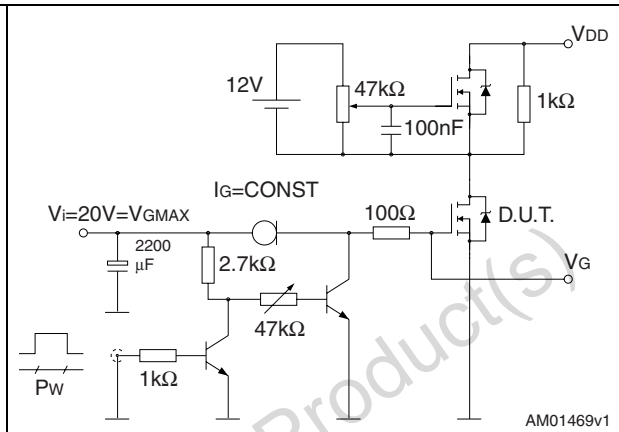 VDD
12V
47kΩ
1kΩ
100nF
IG=CONST
Vi=20V=VGMAX
100Ω
D.U.T.
2200
μF
2.7kΩ
VG
47kΩ
1kΩ
PW
Product(s)
AM01469v1